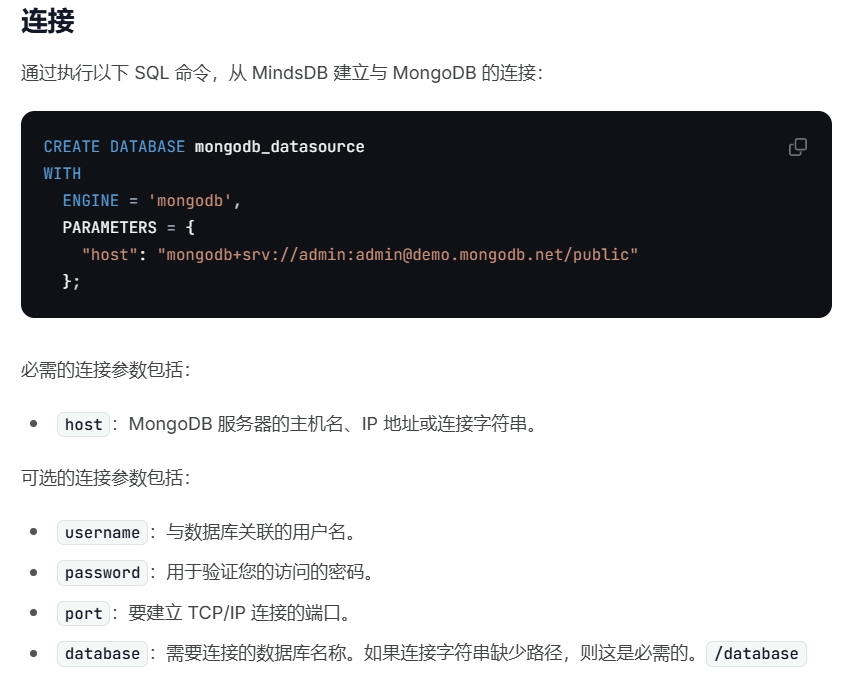 连接
通过执行以下 SQL 命令，从 MindsDB 建立与 MongoDB 的连接：
CREATE DATABASE mongodb_datasource
WITH
  ENGINE = 'mongodb',
  PARAMETERS = {
    "host": "mongodb+srv://admin:admin@demo.mongodb.net/public"
  };
必需的连接参数包括：
• host： MongoDB 服务器的主机名、IP 地址或连接字符串。
可选的连接参数包括：
• username： 与数据库关联的用户名。
• password： 用于验证您的访问的密码。
• port： 要建立 TCP/IP 连接的端口。
• database： 需要连接的数据库名称。如果连接字符串缺少路径，则这是必需的。 /database